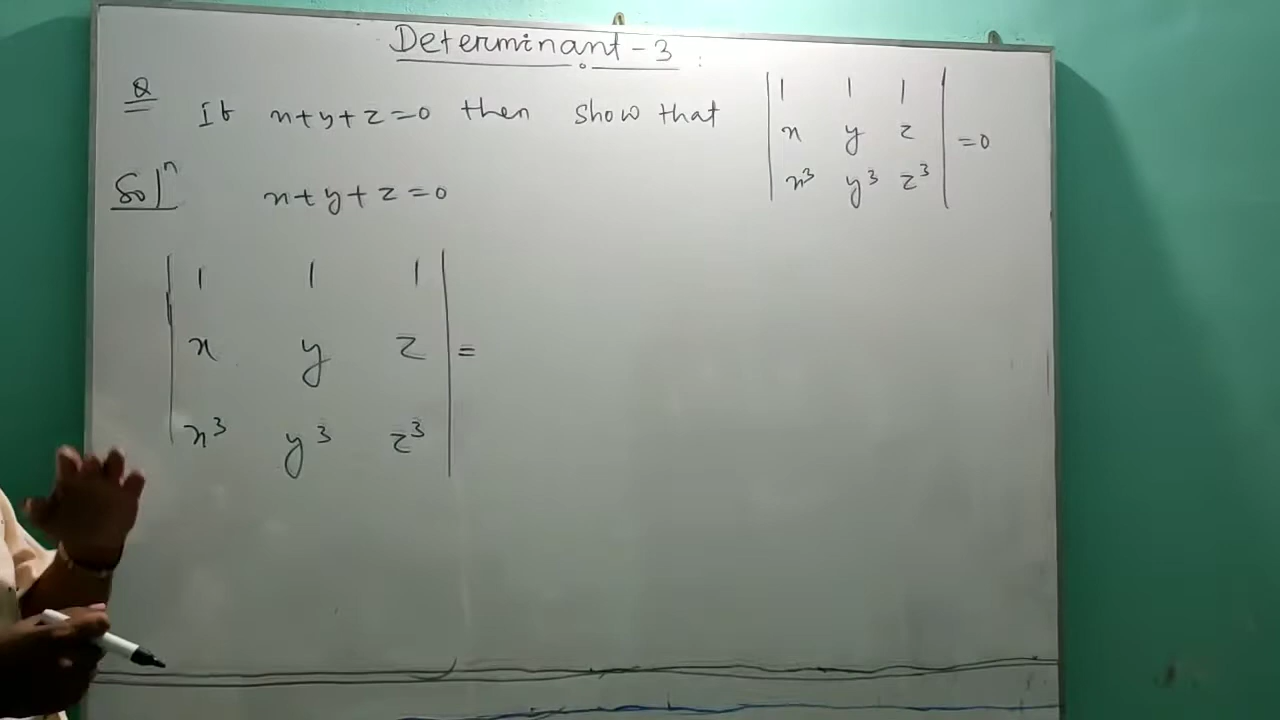 Determinant - 3
Q If x+y+z=0 then show that | 1 1 1 |
| x y z | =0
| x³ y³ z³ |
Solⁿ x+y+z=0
| 1 1 1 |
| x y z | =
| x³ y³ z³ |